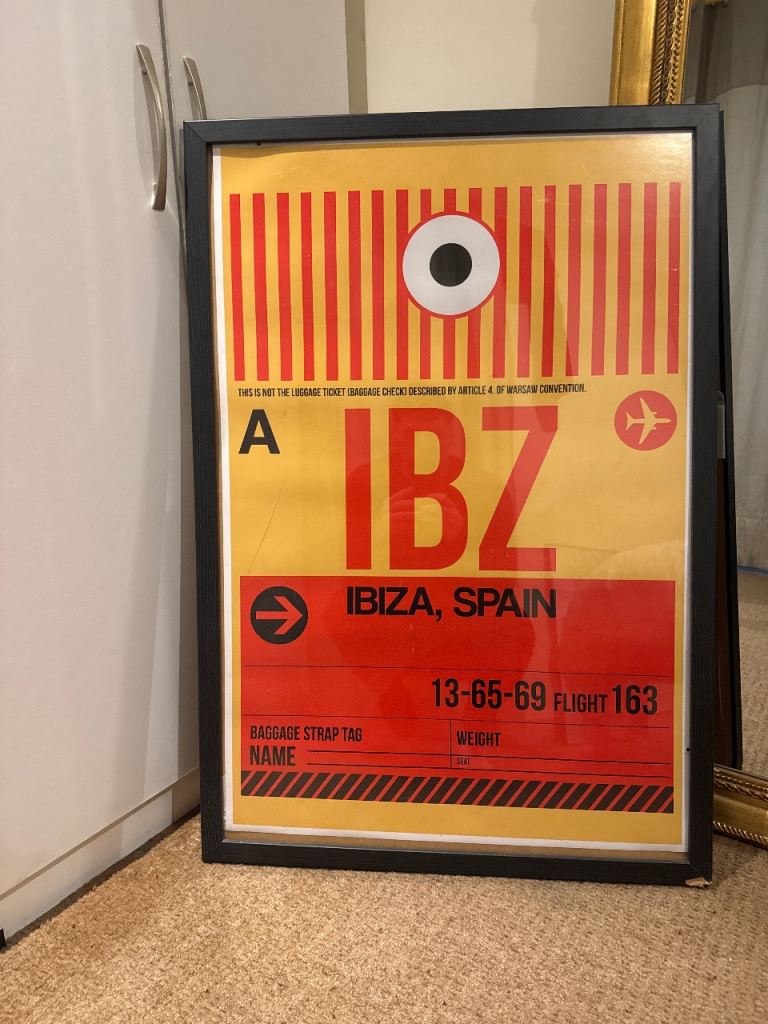 THIS IS NOT THE LUGGAGE TICKET (BAGGAGE CHECK) DESCRIBED BY ARTICLE 4. OF WARSAW CONVENTION.
A
IBZ
IBIZA, SPAIN
13-65-69 FLIGHT 163
BAGGAGE STRAP TAG WEIGHT
NAME SEAT